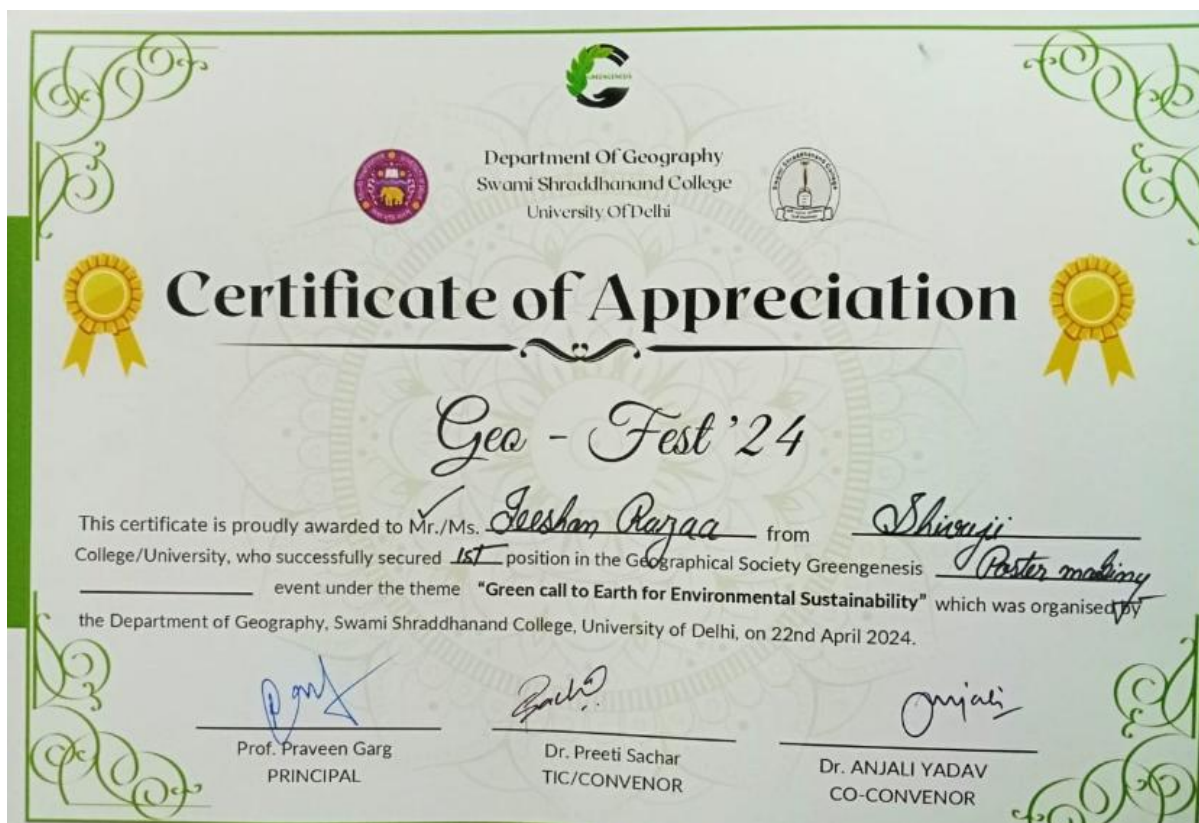 GREENGENESIS
Department Of Geography
Swami Shraddhanand College
University Of Delhi
Certificate of Appreciation
Geo - Fest '24
This certificate is proudly awarded to Mr./Ms. Jeeshan Razaa from Shivaji
College/University, who successfully secured 1st position in the Geographical Society Greengenesis Poster making
event under the theme "Green call to Earth for Environmental Sustainability" which was organised by
the Department of Geography, Swami Shraddhanand College, University of Delhi, on 22nd April 2024.
Anjali
Prof. Praveen Garg
PRINCIPAL
Dr. Preeti Sachar
TIC/CONVENOR
Dr. ANJALI YADAV
CO-CONVENOR